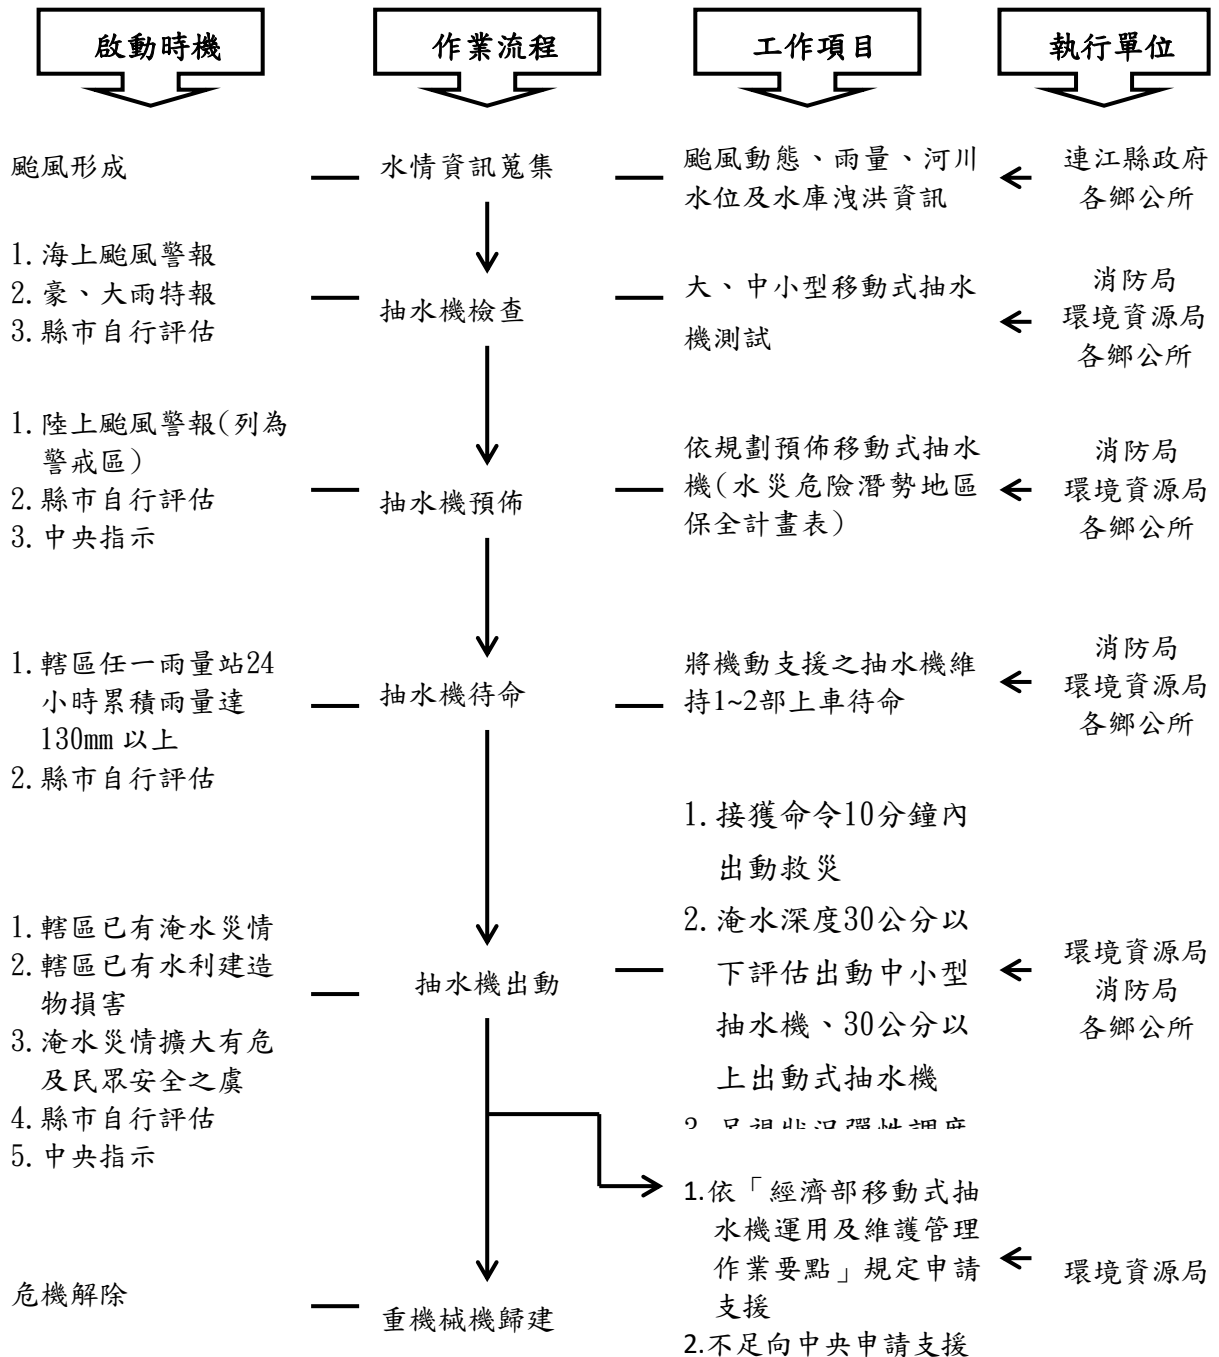 啟動時機
作業流程
工作項目
執行單位
颱風形成
水情資訊蒐集
颱風動態、雨量、河川
水位及水庫洩洪資訊
連江縣政府
各鄉公所
1.海上颱風警報
2.豪、大雨特報
3.縣市自行評估
抽水機檢查
大、中小型移動式抽水
機測試
消防局
環境資源局
各鄉公所
1.陸上颱風警報(列為
警戒區)
2.縣市自行評估
3.中央指示
抽水機預佈
依規劃預佈移動式抽水
機(水災危險潛勢地區
保全計畫表)
消防局
環境資源局
各鄉公所
1.轄區任一雨量站24
小時累積雨量達
130mm 以上
2.縣市自行評估
抽水機待命
將機動支援之抽水機維
持1~2部上車待命
消防局
環境資源局
各鄉公所
1.轄區已有淹水災情
2.轄區已有水利建造
物損害
3.淹水災情擴大有危
及民眾安全之虞
4.縣市自行評估
5.中央指示
抽水機出動
1.接獲命令10分鐘內
出動救災
2.淹水深度30公分以
下評估出動中小型
抽水機、30公分以
上出動式抽水機
環境資源局
消防局
各鄉公所
1.依「經濟部移動式抽
水機運用及維護管理
作業要點」規定申請
支援
2.不足向中央申請支援
環境資源局
危機解除
重機械機歸建